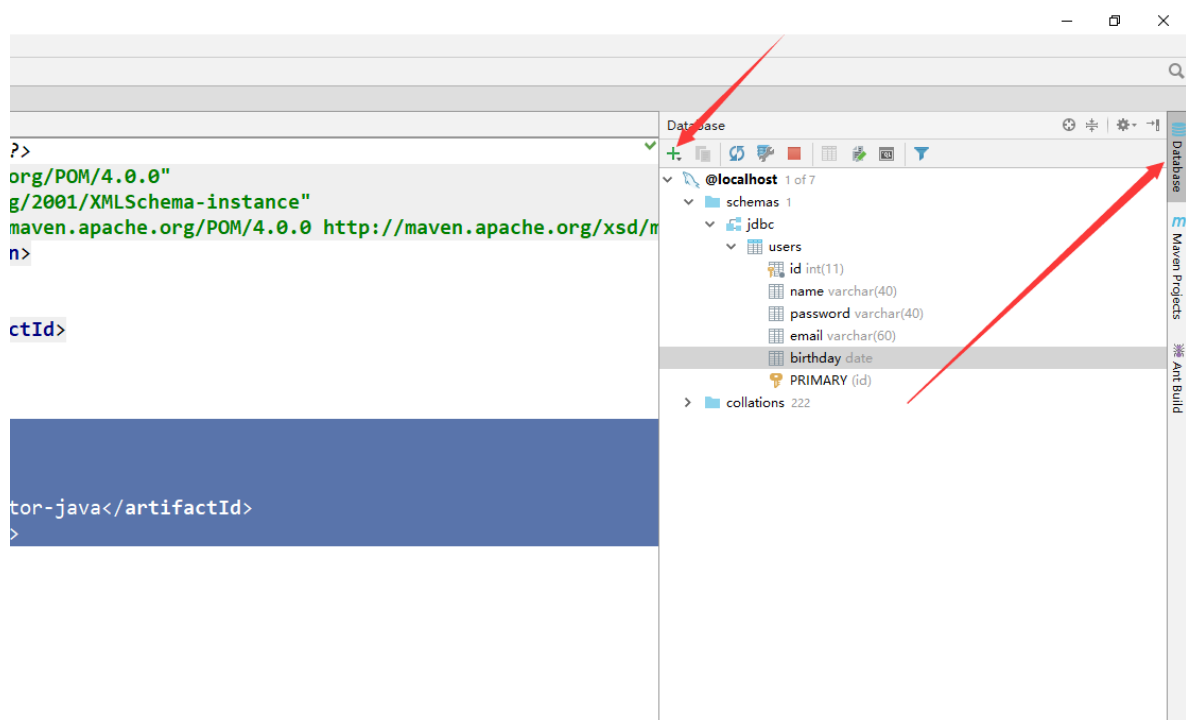 ?>
org/POM/4.0.0"
g/2001/XMLSchema-instance"
maven.apache.org/POM/4.0.0 http://maven.apache.org/xsd/m
n>
ctId>
tor-java</artifactId>
>
Database
@localhost 1 of 7
schemas 1
jdbc
users
id int(11)
name varchar(40)
password varchar(40)
email varchar(60)
birthday date
PRIMARY (id)
collations 222
Database
m Maven Projects
Ant Build